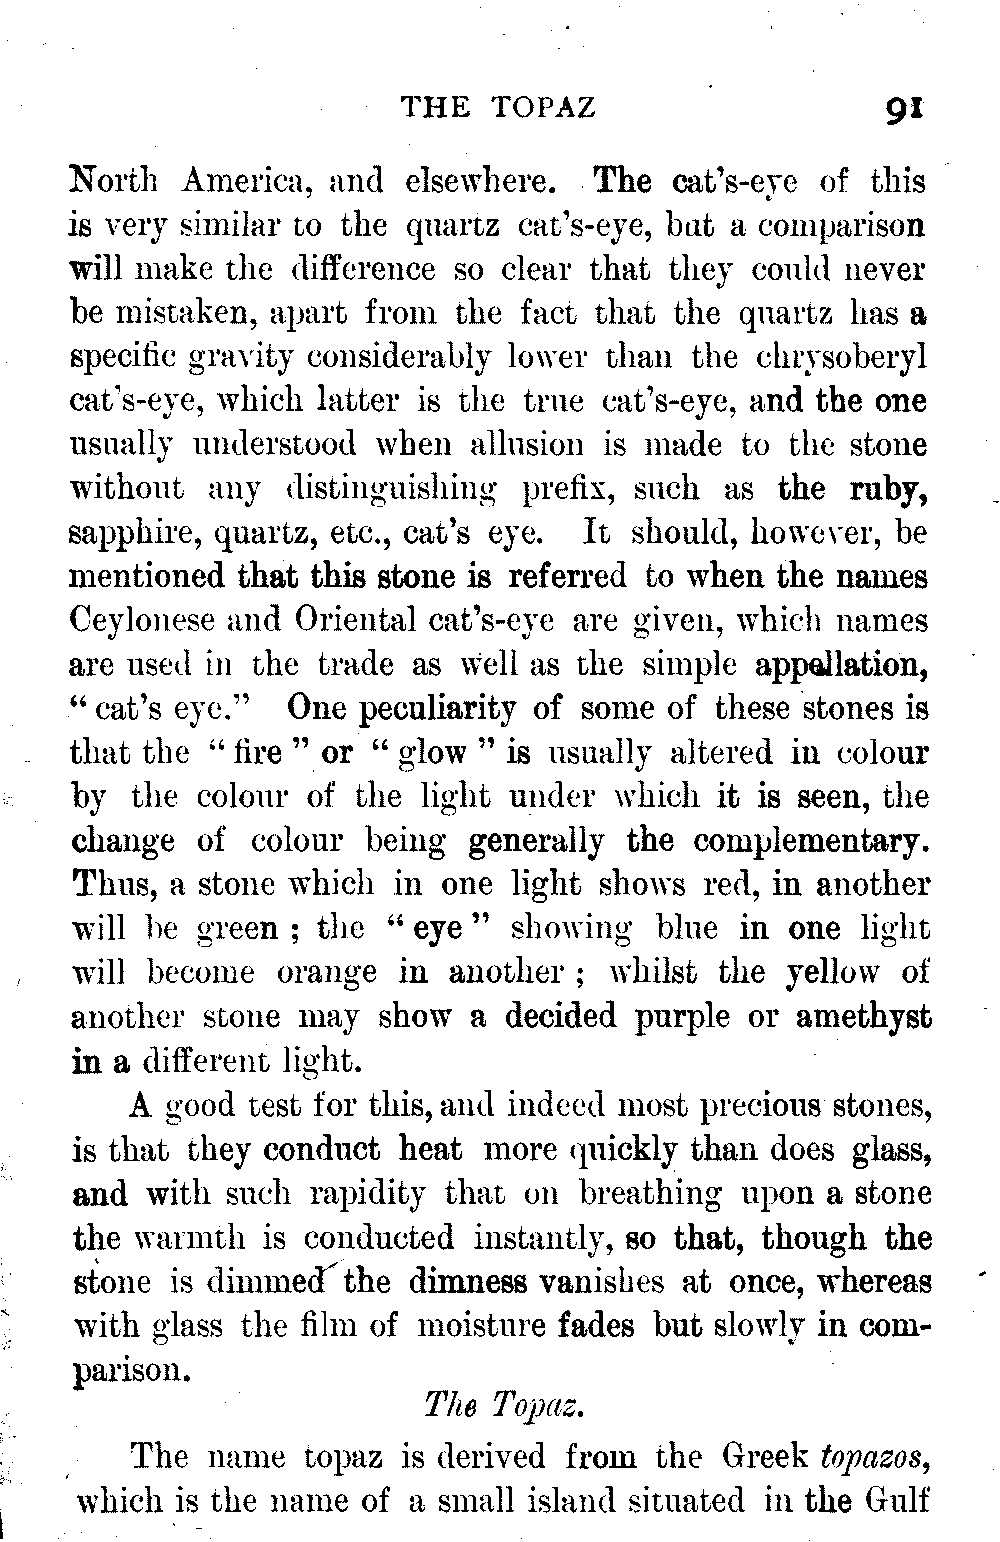 THE TOPAZ 91
North America, and elsewhere. The cat's-eye of this
is very similar to the quartz cat's-eye, but a comparison
will make the difference so clear that they could never
be mistaken, apart from the fact that the quartz has a
specific gravity considerably lower than the chrysoberyl
cat's-eye, which latter is the true cat's-eye, and the one
usually understood when allusion is made to the stone
without any distinguishing prefix, such as the ruby,
sapphire, quartz, etc., cat's eye. It should, however, be
mentioned that this stone is referred to when the names
Ceylonese and Oriental cat's-eye are given, which names
are used in the trade as well as the simple appellation,
“ cat's eye.” One peculiarity of some of these stones is
that the “ fire ” or “ glow ” is usually altered in colour
by the colour of the light under which it is seen, the
change of colour being generally the complementary.
Thus, a stone which in one light shows red, in another
will be green ; the “ eye ” showing blue in one light
will become orange in another ; whilst the yellow of
another stone may show a decided purple or amethyst
in a different light.
A good test for this, and indeed most precious stones,
is that they conduct heat more quickly than does glass,
and with such rapidity that on breathing upon a stone
the warmth is conducted instantly, so that, though the
stone is dimmed the dimness vanishes at once, whereas
with glass the film of moisture fades but slowly in com-
parison.
The Topaz.
The name topaz is derived from the Greek topazos,
which is the name of a small island situated in the Gulf